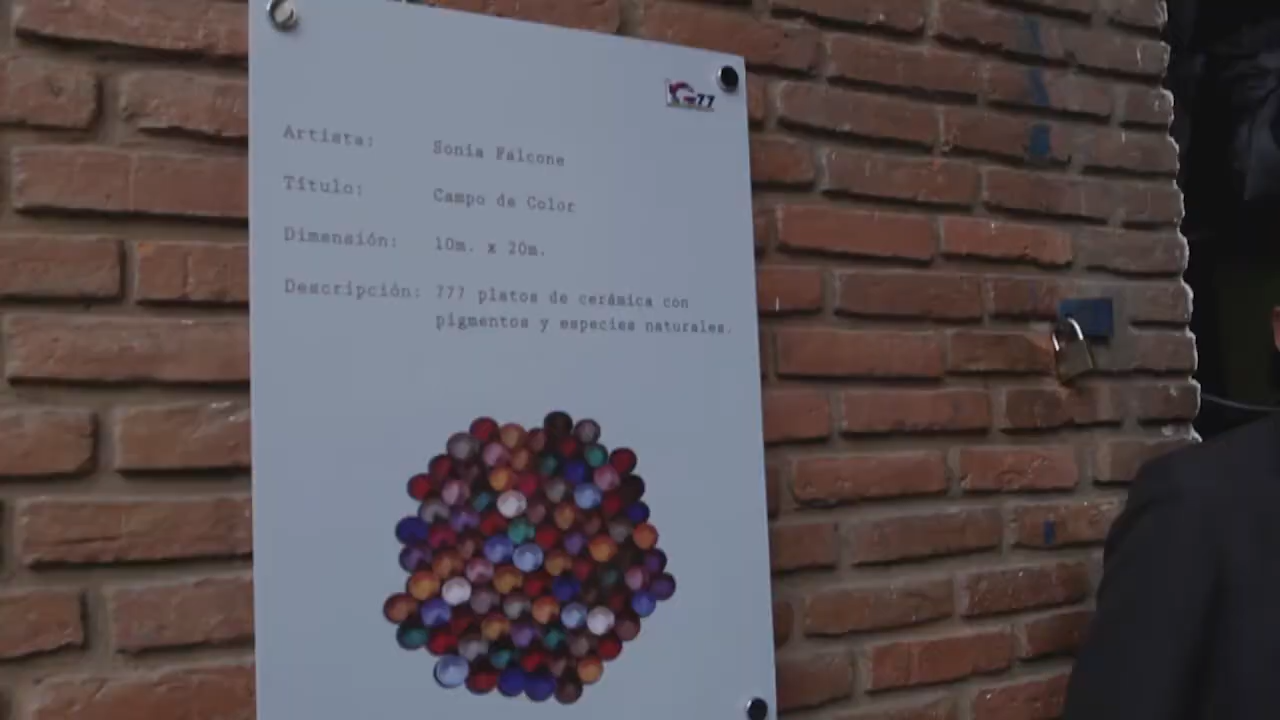 G77
Artista: Sonia Falcone
Título: Campo de Color
Dimensión: 10m. x 20m.
Descripción: 777 platos de cerámica con
pigmentos y especies naturales.